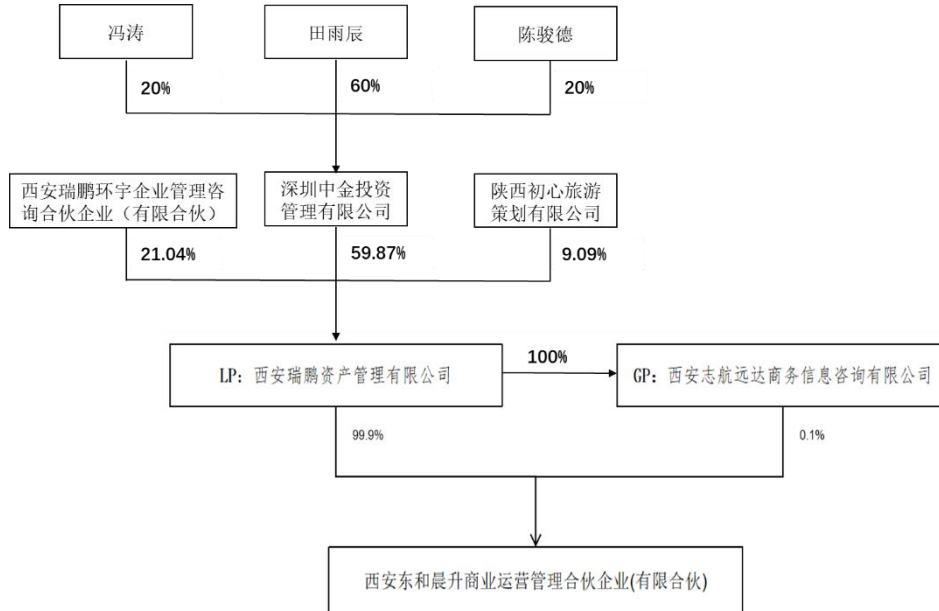 冯涛
田雨辰
陈骏德
20%
60%
20%
西安瑞鹏环宇企业管理咨
询合伙企业（有限合伙）
深圳中金投资
管理有限公司
陕西初心旅游
策划有限公司
21.04%
59.87%
9.09%
LP：西安瑞鹏资产管理有限公司
100%
GP：西安志航远达商务信息咨询有限公司
99.9%
0.1%
西安东和晨升商业运营管理合伙企业(有限合伙)